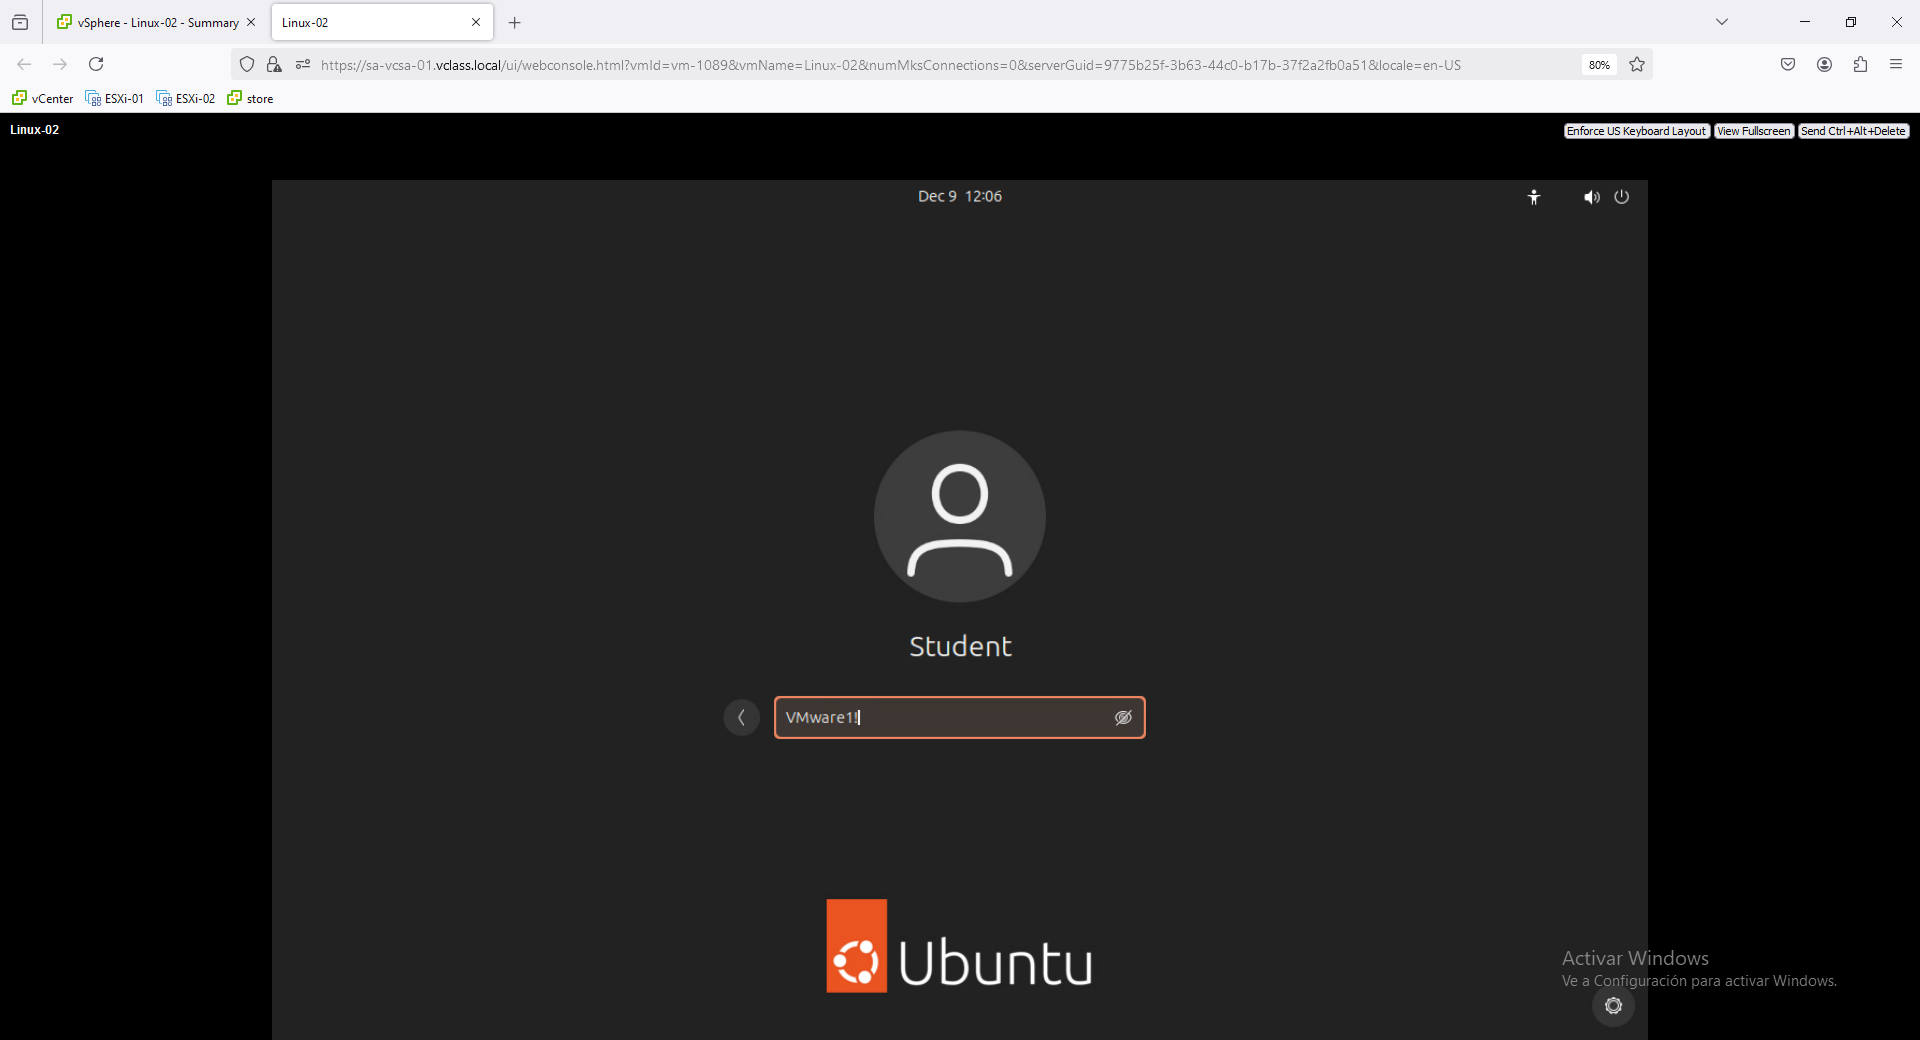 vSphere - Linux-02 - Summary
Linux-02
https://sa-vcsa-01.vclass.local/ui/webconsole.html?vmId=vm-1089&vmName=Linux-02&numMksConnections=0&serverGuid=9775b25f-3b63-44c0-b17b-37f2a2fb0a51&locale=en-US
80%
vCenter
ESXi-01
ESXi-02
store
Linux-02
Enforce US Keyboard Layout
View Fullscreen
Send Ctrl+Alt+Delete
Dec 9 12:06
Student
VMware1!
Ubuntu
Activar Windows
Ve a Configuración para activar Windows.